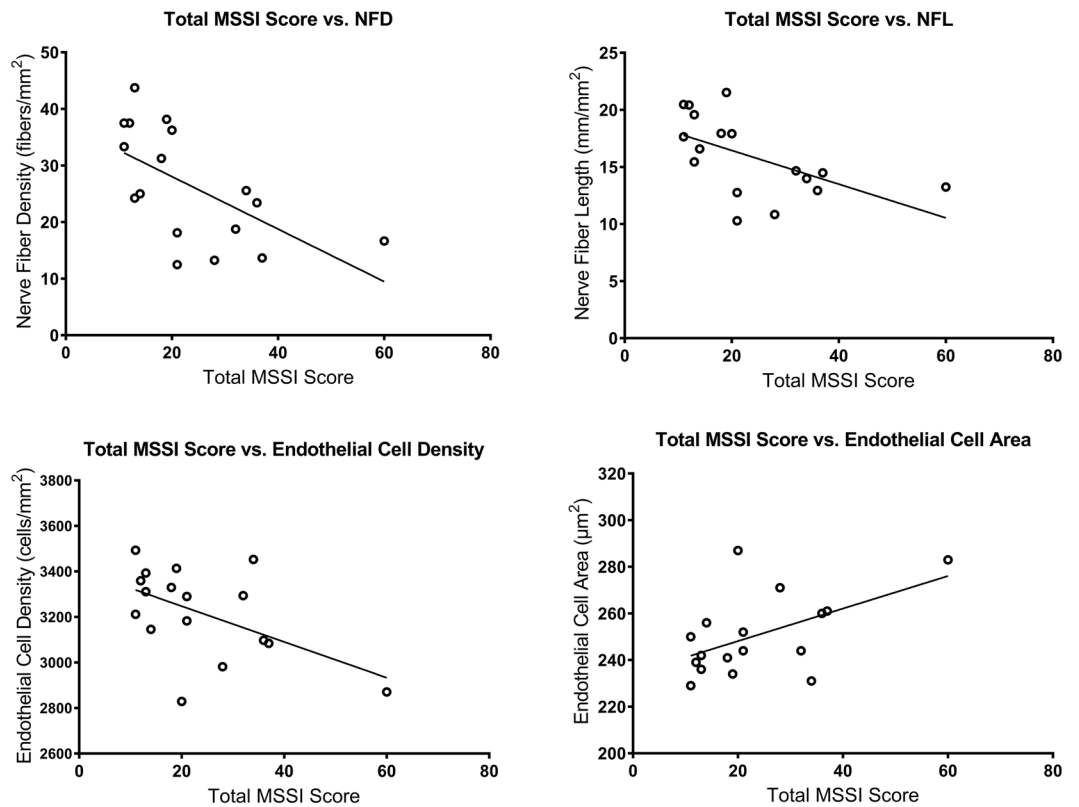 Total MSSI Score vs. NFD
Nerve Fiber Density (fibers/mm²)
50
40
30
20
10
0
0 20 40 60 80
Total MSSI Score
Total MSSI Score vs. NFL
Nerve Fiber Length (mm/mm²)
25
20
15
10
5
0
0 20 40 60 80
Total MSSI Score
Total MSSI Score vs. Endothelial Cell Density
Endothelial Cell Density (cells/mm²)
3800
3600
3400
3200
3000
2800
2600
0 20 40 60 80
Total MSSI Score
Total MSSI Score vs. Endothelial Cell Area
Endothelial Cell Area (µm²)
320
300
280
260
240
220
200
0 20 40 60 80
Total MSSI Score